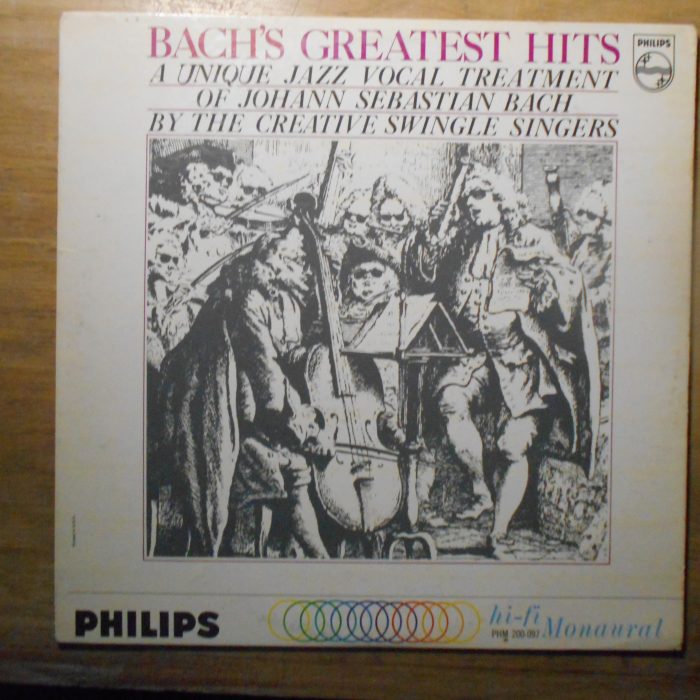 BACH'S GREATEST HITS
PHILIPS
A UNIQUE JAZZ VOCAL TREATMENT
OF JOHANN SEBASTIAN BACH
BY THE CREATIVE SWINGLE SINGERS
PHILIPS
hi-fi
PHM 200-097 Monaural